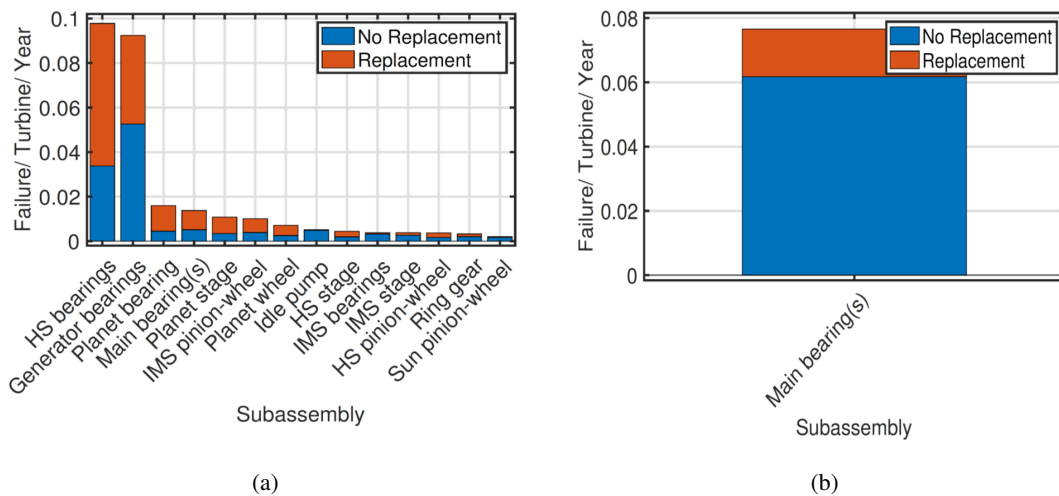 0.1
0.08
0.06
0.04
0.02
0
Failure/ Turbine/ Year
No Replacement
Replacement
HS bearings
Generator bearings
Planet bearing
Main bearing(s)
Planet stage
IMS pinion-wheel
Planet wheel
Idle pump
HS stage
IMS bearings
IMS stage
HS pinion-wheel
Ring gear
Sun pinion-wheel
Subassembly
(a)
0.08
0.06
0.04
0.02
0
Failure/ Turbine/ Year
No Replacement
Replacement
Main bearing(s)
Subassembly
(b)